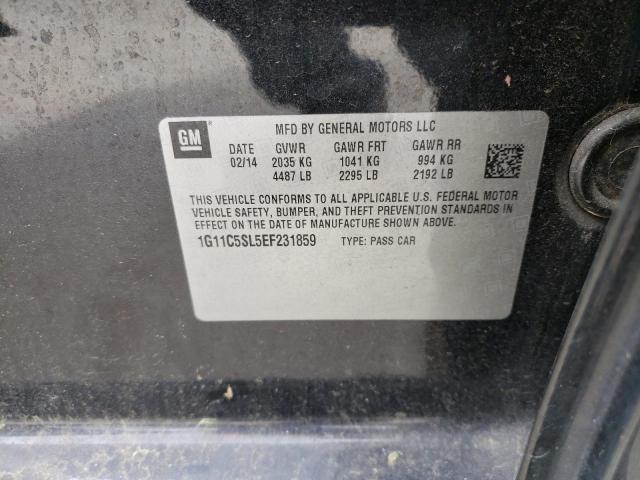 GM
MFD BY GENERAL MOTORS LLC
DATE GVWR GAWR FRT GAWR RR
02/14 2035 KG 1041 KG 994 KG
4487 LB 2295 LB 2192 LB
THIS VEHICLE CONFORMS TO ALL APPLICABLE U.S. FEDERAL MOTOR
VEHICLE SAFETY, BUMPER, AND THEFT PREVENTION STANDARDS IN
EFFECT ON THE DATE OF MANUFACTURE SHOWN ABOVE.
1G11C5SL5EF231859 TYPE: PASS CAR